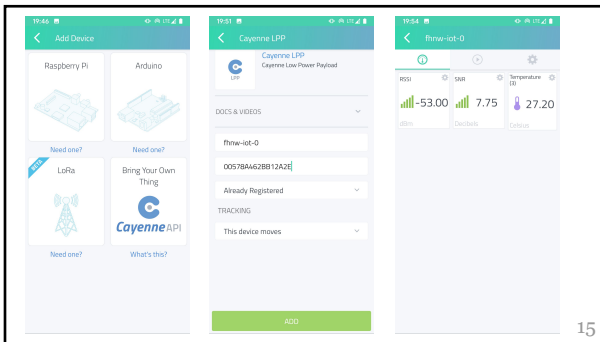 19:46
LTE
Add Device
Raspberry Pi
Arduino
Need one?
Need one?
BETA
LoRa
Bring Your Own
Thing
Cayenne API
Need one?
What's this?
19:51
LTE
Cayenne LPP
LPP
Cayenne LPP
Cayenne Low Power Payload
DOCS & VIDEOS
fhnw-iot-0
00578A462BB12A2E
Already Registered
TRACKING
This device moves
ADD
19:54
LTE
fhnw-iot-0
RSSI
-53.00
dBm
SNR
7.75
Decibels
Temperature
(3)
27.20
Celsius
15